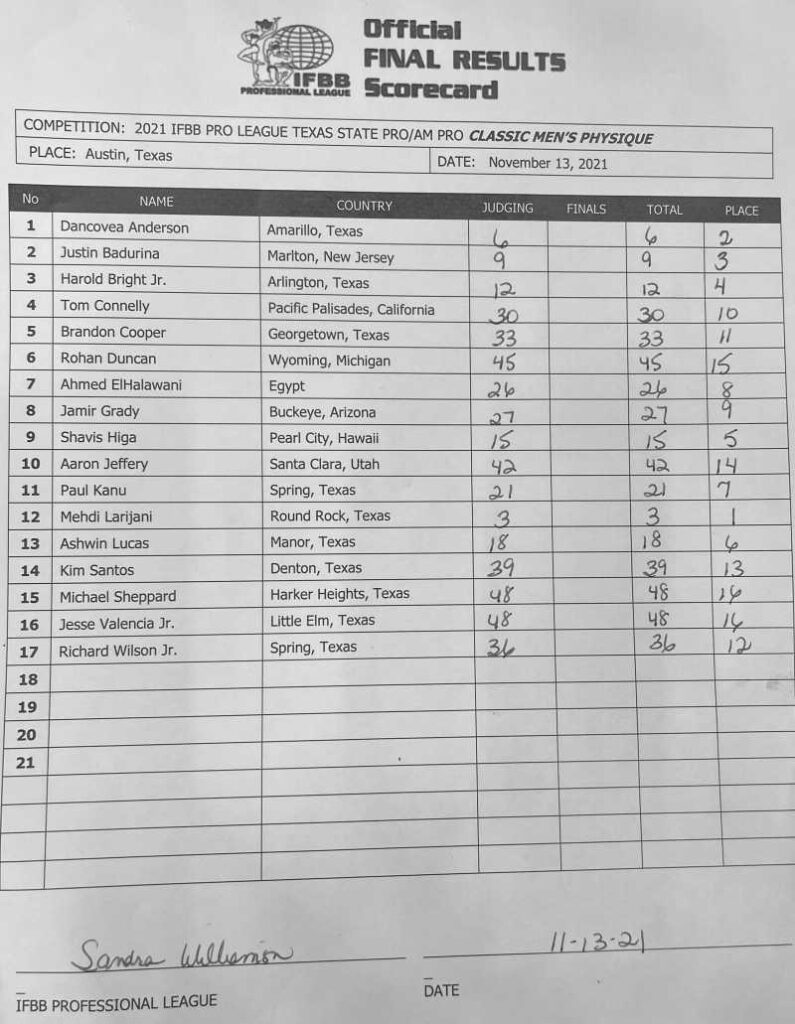 Official
FINAL RESULTS
Scorecard
IFBB
PROFESSIONAL LEAGUE
COMPETITION: 2021 IFBB PRO LEAGUE TEXAS STATE PRO/AM PRO CLASSIC MEN'S PHYSIQUE
PLACE: Austin, Texas DATE: November 13, 2021
No NAME COUNTRY JUDGING FINALS TOTAL PLACE
1 Dancovea Anderson Amarillo, Texas 6 6 2
2 Justin Badurina Marlton, New Jersey 9 9 3
3 Harold Bright Jr. Arlington, Texas 12 12 4
4 Tom Connelly Pacific Palisades, California 30 30 10
5 Brandon Cooper Georgetown, Texas 33 33 11
6 Rohan Duncan Wyoming, Michigan 45 45 15
7 Ahmed ElHalawani Egypt 26 26 8
8 Jamir Grady Buckeye, Arizona 27 27 9
9 Shavis Higa Pearl City, Hawaii 15 15 5
10 Aaron Jeffery Santa Clara, Utah 42 42 14
11 Paul Kanu Spring, Texas 21 21 7
12 Mehdi Larijani Round Rock, Texas 3 3 1
13 Ashwin Lucas Manor, Texas 18 18 6
14 Kim Santos Denton, Texas 39 39 13
15 Michael Sheppard Harker Heights, Texas 48 48 16
16 Jesse Valencia Jr. Little Elm, Texas 48 48 16
17 Richard Wilson Jr. Spring, Texas 36 36 12
18
19
20
21
Sandra Williamson 11-13-21
IFBB PROFESSIONAL LEAGUE DATE